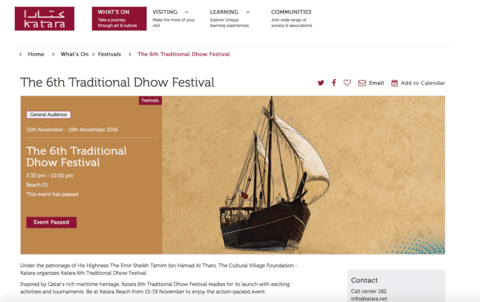 كتارا
katara
WHAT'S ON
Take a journey
through art & culture
VISITING
Make the most of your
visit
LEARNING
Explore Unique
learning experiences
COMMUNITIES
Join wide range of
society & assocations
Home > What's On > Festivals > The 6th Traditional Dhow Festival
The 6th Traditional Dhow Festival
Email
Add to Calendar
Festivals
General Audience
15th November - 19th November 2016
The 6th Traditional
Dhow Festival
3:30 pm - 10:00 pm
Beach 01
This event has passed
Event Passed
Under the patronage of His Highness The Emir Sheikh Tamim bin Hamad Al Thani, The Cultural Village Foundation -
Katara organizes Katara 6th Traditional Dhow Festival
Inspired by Qatar's rich maritime heritage, Katara 6th Traditional Dhow Festival readies for its launch with exciting
activities and tournaments. Be at Katara Beach from 15-19 November to enjoy the action-packed event.
Contact
Call center 182
info@katara.net